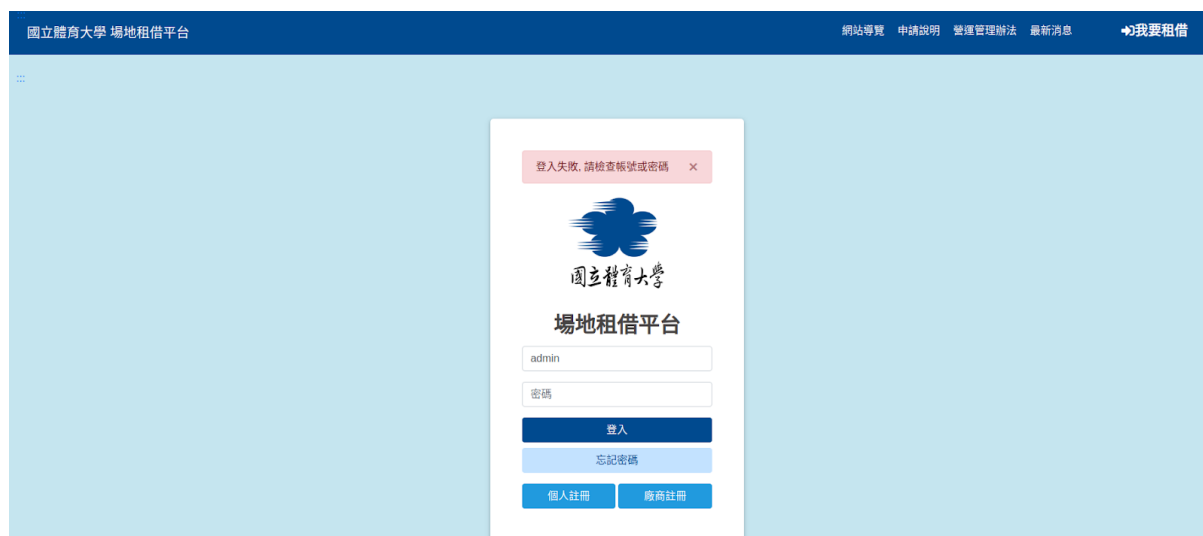 :::
國立體育大學 場地租借平台
網站導覽 申請說明 營運管理辦法 最新消息 我要租借
:::
登入失敗, 請檢查帳號或密碼 ×
國立體育大學
場地租借平台
admin
密碼
登入
忘記密碼
個人註冊 廠商註冊